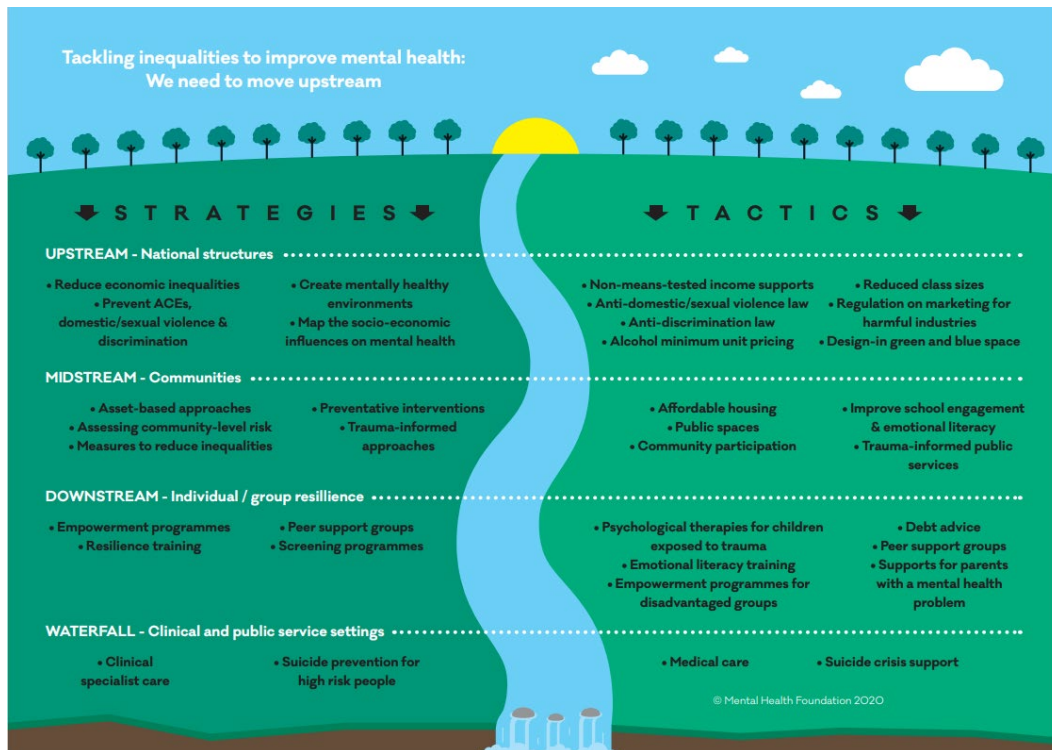 Tackling inequalities to improve mental health:
We need to move upstream
STRATEGIES
TACTICS
UPSTREAM - National structures
• Reduce economic inequalities
• Prevent ACEs,
domestic/sexual violence &
discrimination
• Create mentally healthy
environments
• Map the socio-economic
influences on mental health
• Non-means-tested income supports
• Anti-domestic/sexual violence law
• Anti-discrimination law
• Alcohol minimum unit pricing
• Reduced class sizes
• Regulation on marketing for
harmful industries
• Design-in green and blue space
MIDSTREAM - Communities
• Asset-based approaches
• Assessing community-level risk
• Measures to reduce inequalities
• Preventative interventions
• Trauma-informed
approaches
• Affordable housing
• Public spaces
• Community participation
• Improve school engagement
& emotional literacy
• Trauma-informed public
services
DOWNSTREAM - Individual / group resillience
• Empowerment programmes
• Resilience training
• Peer support groups
• Screening programmes
• Psychological therapies for children
exposed to trauma
• Emotional literacy training
• Empowerment programmes for
disadvantaged groups
• Debt advice
• Peer support groups
• Supports for parents
with a mental health
problem
WATERFALL - Clinical and public service settings
• Clinical
specialist care
• Suicide prevention for
high risk people
• Medical care
• Suicide crisis support
© Mental Health Foundation 2020